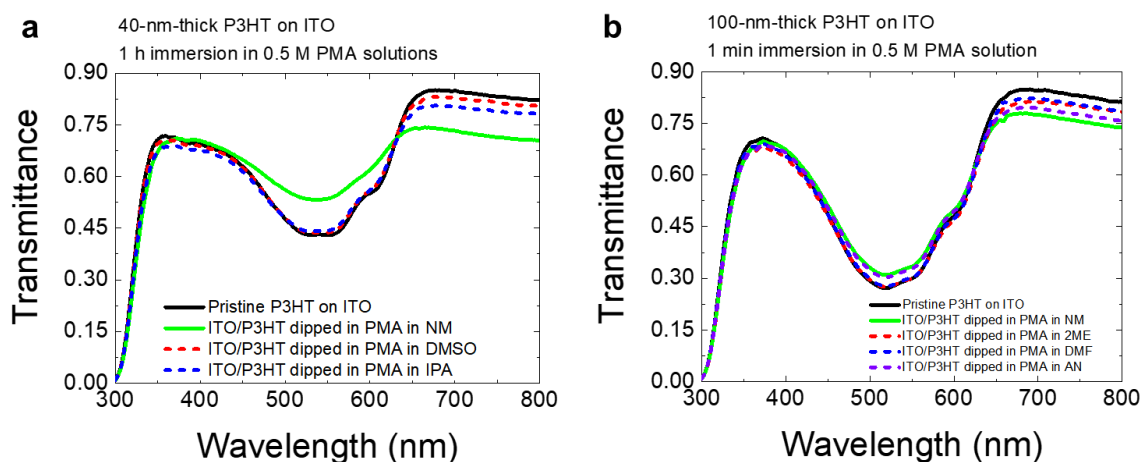 a
40-nm-thick P3HT on ITO
1 h immersion in 0.5 M PMA solutions
0.90
0.75
0.60
0.45
0.30
0.15
0.00
Transmittance
Pristine P3HT on ITO
ITO/P3HT dipped in PMA in NM
ITO/P3HT dipped in PMA in DMSO
ITO/P3HT dipped in PMA in IPA
300 400 500 600 700 800
Wavelength (nm)
b
100-nm-thick P3HT on ITO
1 min immersion in 0.5 M PMA solution
0.90
0.75
0.60
0.45
0.30
0.15
0.00
Transmittance
Pristine P3HT on ITO
ITO/P3HT dipped in PMA in NM
ITO/P3HT dipped in PMA in 2ME
ITO/P3HT dipped in PMA in DMF
ITO/P3HT dipped in PMA in AN
300 400 500 600 700 800
Wavelength (nm)